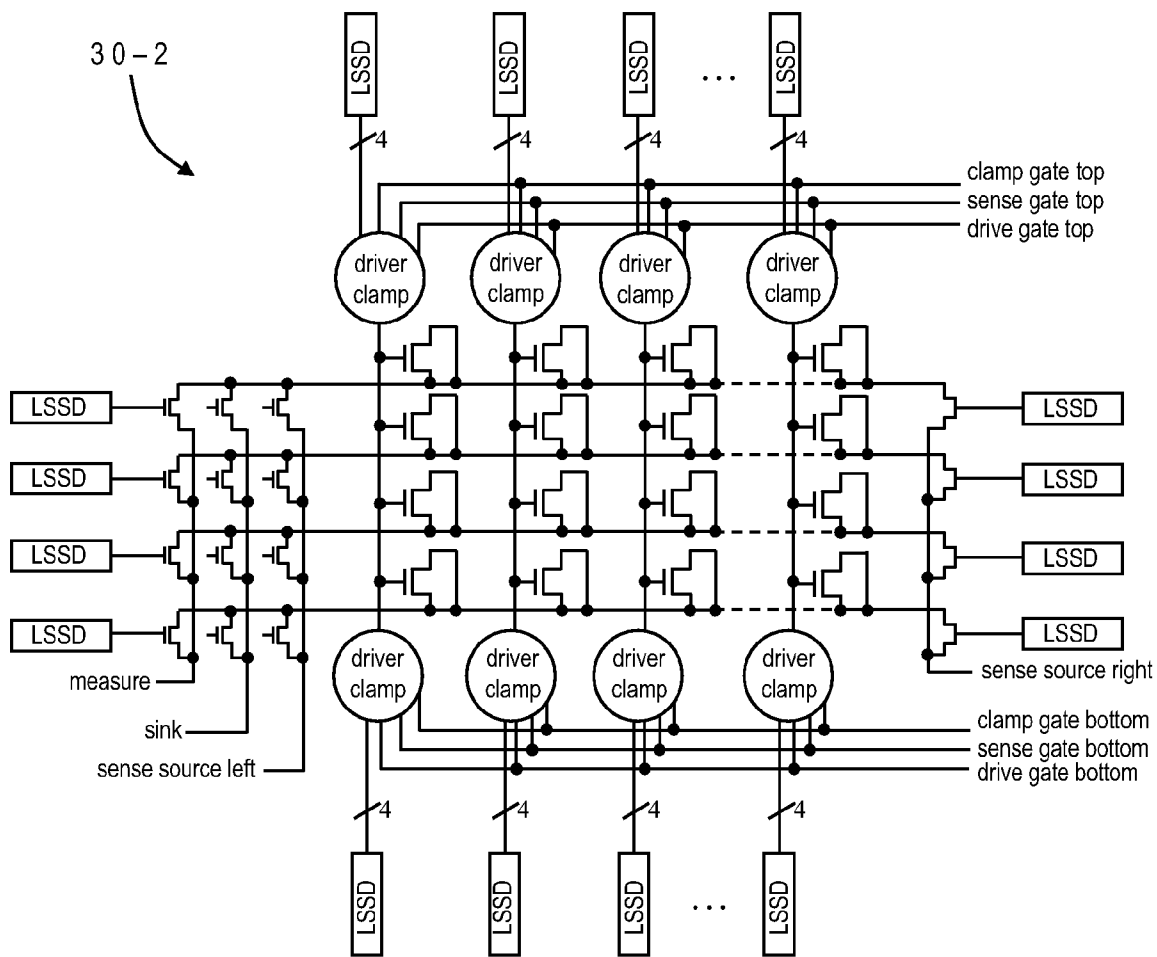 30-2
LSSD LSSD LSSD ... LSSD
4 4 4 4
clamp gate top
sense gate top
drive gate top
driver clamp
driver clamp
driver clamp
driver clamp
LSSD LSSD
LSSD LSSD
LSSD LSSD
LSSD LSSD
driver clamp
driver clamp
driver clamp
driver clamp
measure
sense source right
sink
clamp gate bottom
sense gate bottom
sense source left
drive gate bottom
4 4 4 4
LSSD LSSD LSSD ... LSSD